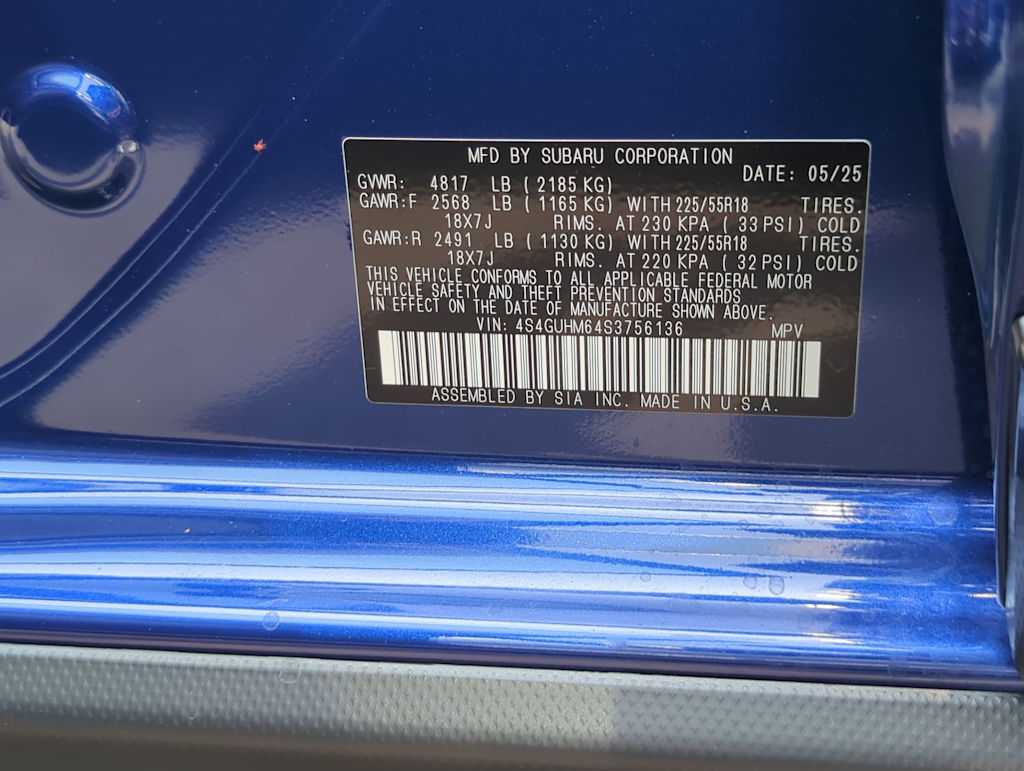 MFD BY SUBARU CORPORATION
DATE: 05/25
GVWR: 4817 LB ( 2185 KG)
GAWR:F 2568 LB ( 1165 KG) WITH 225/55R18 TIRES.
18X7J RIMS. AT 230 KPA ( 33 PSI) COLD
GAWR:R 2491 LB ( 1130 KG) WITH 225/55R18 TIRES.
18X7J RIMS. AT 220 KPA ( 32 PSI) COLD
THIS VEHICLE CONFORMS TO ALL APPLICABLE FEDERAL MOTOR
VEHICLE SAFETY AND THEFT PREVENTION STANDARDS
IN EFFECT ON THE DATE OF MANUFACTURE SHOWN ABOVE.
VIN: 4S4GUHM64S3756136 MPV
ASSEMBLED BY SIA INC. MADE IN U.S.A.